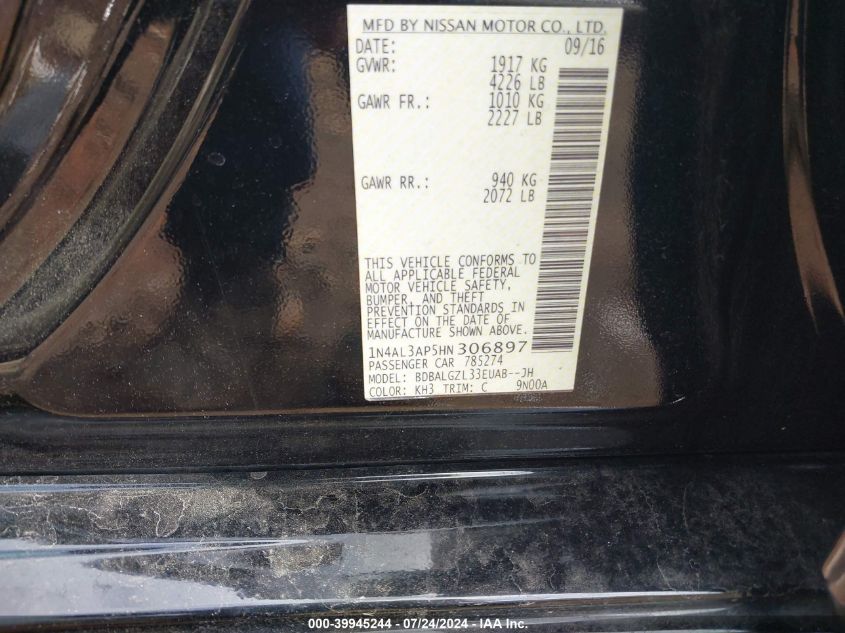 MFD BY NISSAN MOTOR CO., LTD.
DATE: 09/16
GVWR: 1917 KG
4226 LB
GAWR FR.: 1010 KG
2227 LB
GAWR RR.: 940 KG
2072 LB
THIS VEHICLE CONFORMS TO
ALL APPLICABLE FEDERAL
MOTOR VEHICLE SAFETY,
BUMPER, AND THEFT
PREVENTION STANDARDS IN
EFFECT ON THE DATE OF
MANUFACTURE SHOWN ABOVE.
1N4AL3AP5HN306897
PASSENGER CAR 785274
MODEL: BDBALGZL33EUAB--JH
COLOR: KH3 TRIM: C 9N00A
000-39945244 - 07/24/2024 - IAA Inc.